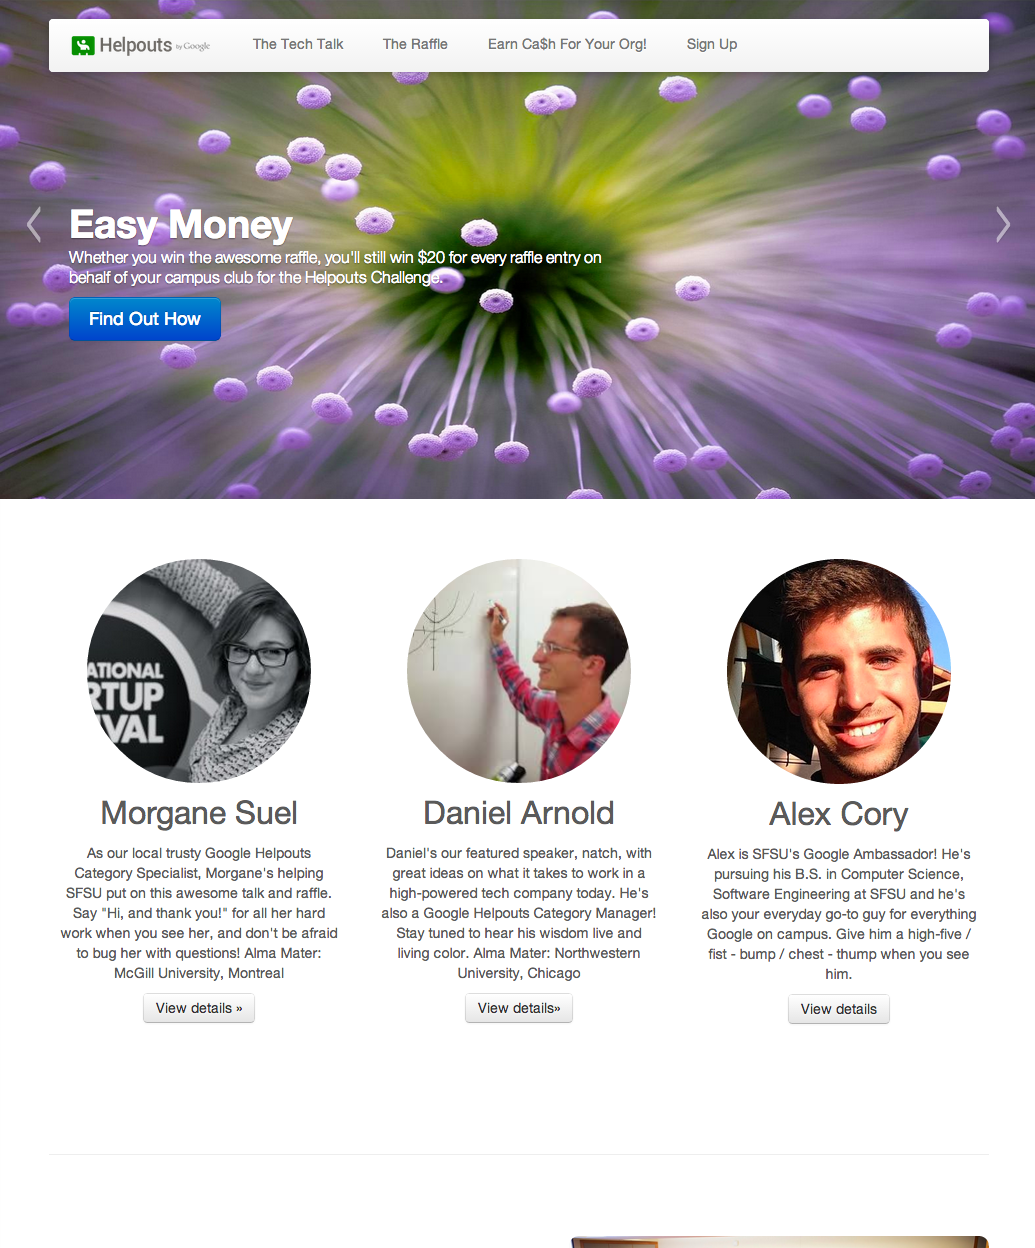 Helpouts by Google
The Tech Talk
The Raffle
Earn Ca$h For Your Org!
Sign Up
Easy Money
Whether you win the awesome raffle, you'll still win $20 for every raffle entry on
behalf of your campus club for the Helpouts Challenge.
Find Out How
ATIONAL
RTUP
IVAL
Morgane Suel
As our local trusty Google Helpouts
Category Specialist, Morgane's helping
SFSU put on this awesome talk and raffle.
Say "Hi, and thank you!" for all her hard
work when you see her, and don't be afraid
to bug her with questions! Alma Mater:
McGill University, Montreal
View details »
Daniel Arnold
Daniel's our featured speaker, natch, with
great ideas on what it takes to work in a
high-powered tech company today. He's
also a Google Helpouts Category Manager!
Stay tuned to hear his wisdom live and
living color. Alma Mater: Northwestern
University, Chicago
View details»
Alex Cory
Alex is SFSU's Google Ambassador! He's
pursuing his B.S. in Computer Science,
Software Engineering at SFSU and he's
also your everyday go-to guy for everything
Google on campus. Give him a high-five /
fist - bump / chest - thump when you see
him.
View details